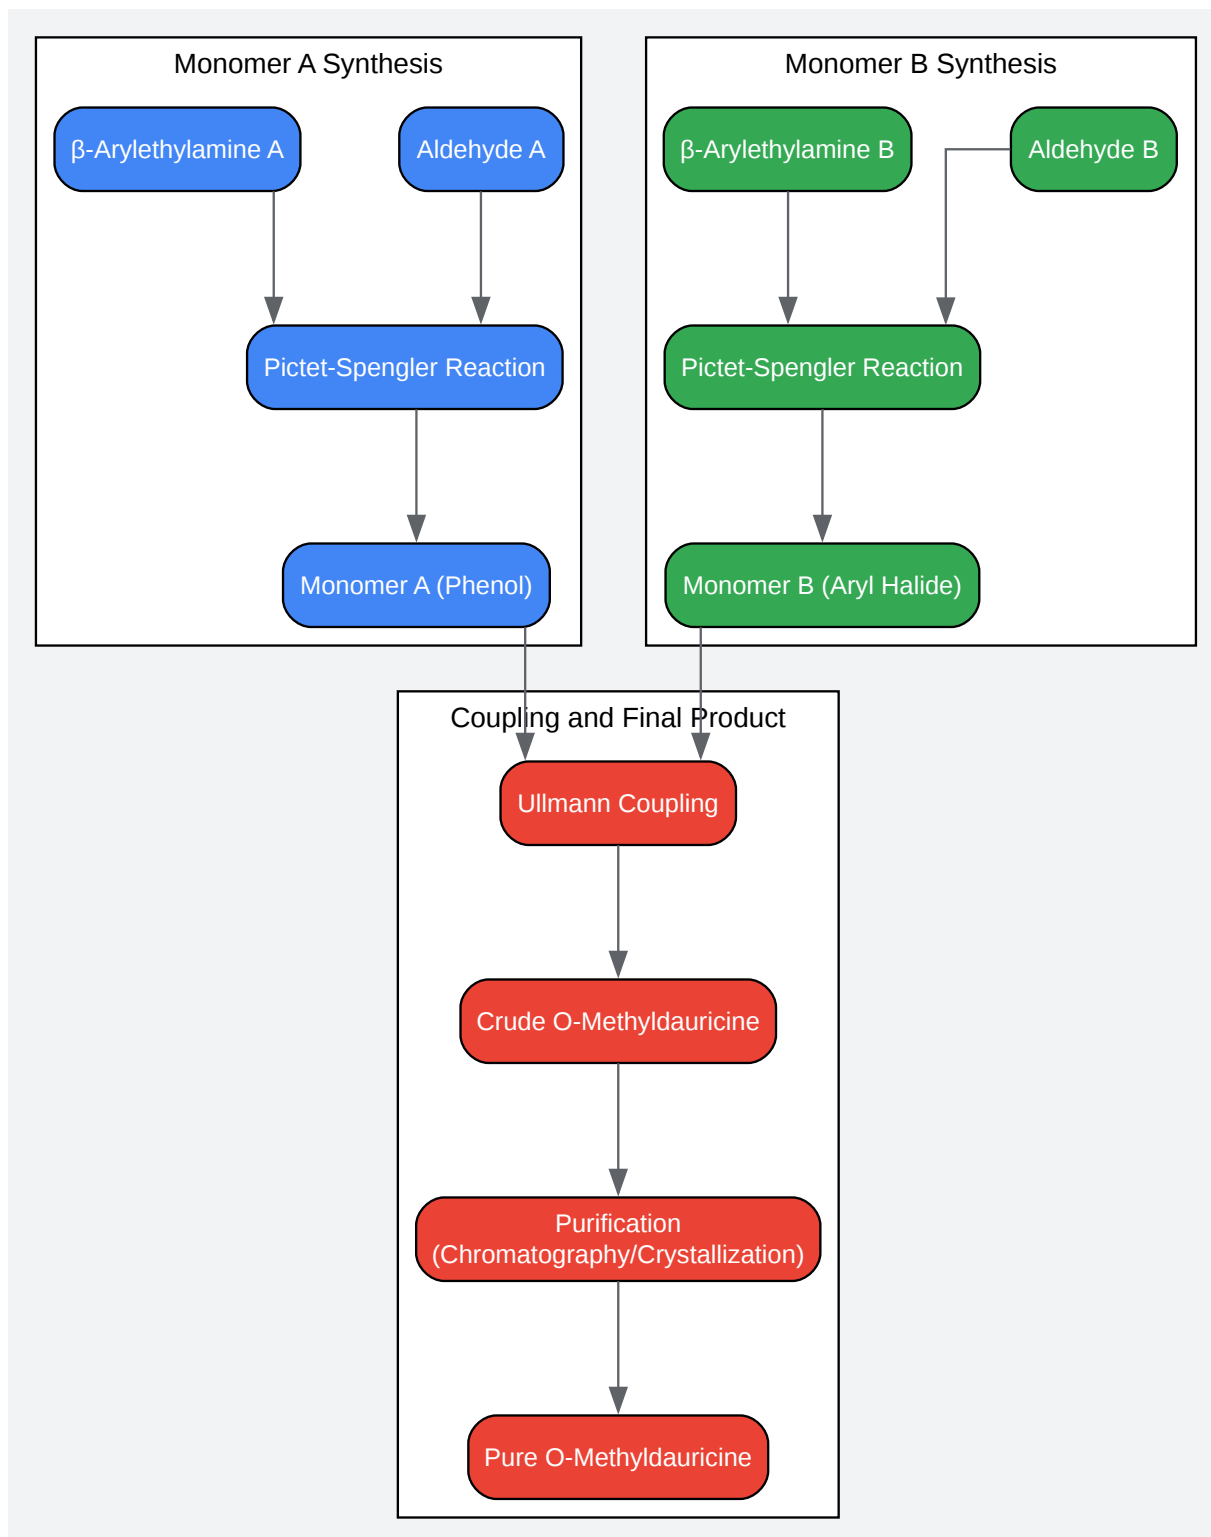 Monomer A Synthesis
β-Arylethylamine A
Aldehyde A
Pictet-Spengler Reaction
Monomer A (Phenol)
Monomer B Synthesis
β-Arylethylamine B
Aldehyde B
Pictet-Spengler Reaction
Monomer B (Aryl Halide)
Coupling and Final Product
Ullmann Coupling
Crude O-Methyldauricine
Purification
(Chromatography/Crystallization)
Pure O-Methyldauricine